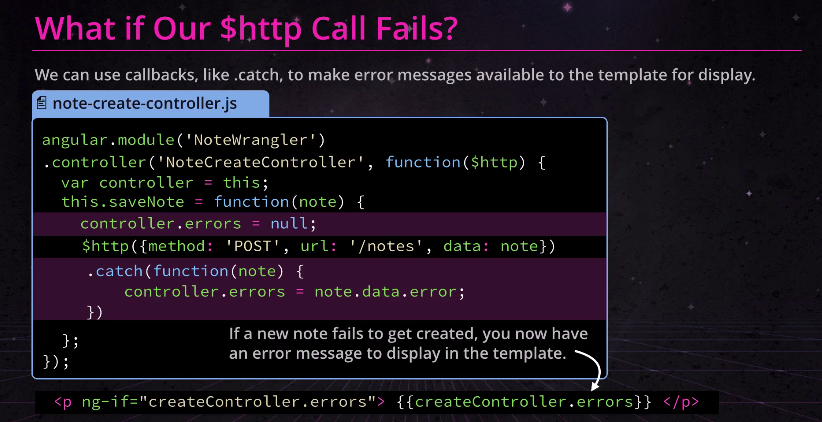 What if Our $http Call Fails?
We can use callbacks, like .catch, to make error messages available to the template for display.
note-create-controller.js
angular.module('NoteWrangler')
.controller('NoteCreateController', function($http) {
var controller = this;
this.saveNote = function(note) {
controller.errors = null;
$http({method: 'POST', url: '/notes', data: note})
.catch(function(note) {
controller.errors = note.data.error;
})
};
});
If a new note fails to get created, you now have
an error message to display in the template.
<p ng-if="createController.errors"> {{createController.errors}} </p>